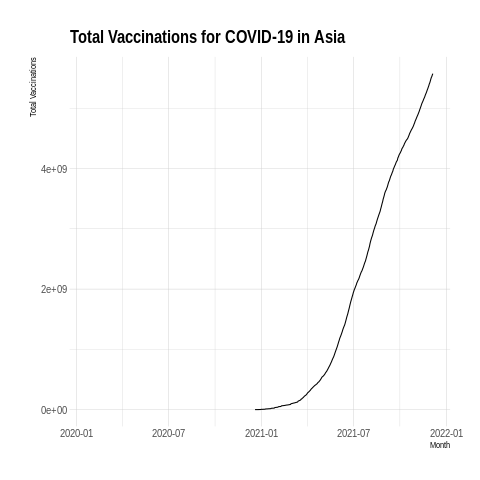 Total Vaccinations for COVID-19 in Asia
Total Vaccinations
4e+09
2e+09
0e+00
2020-01 2020-07 2021-01 2021-07 2022-01
Month